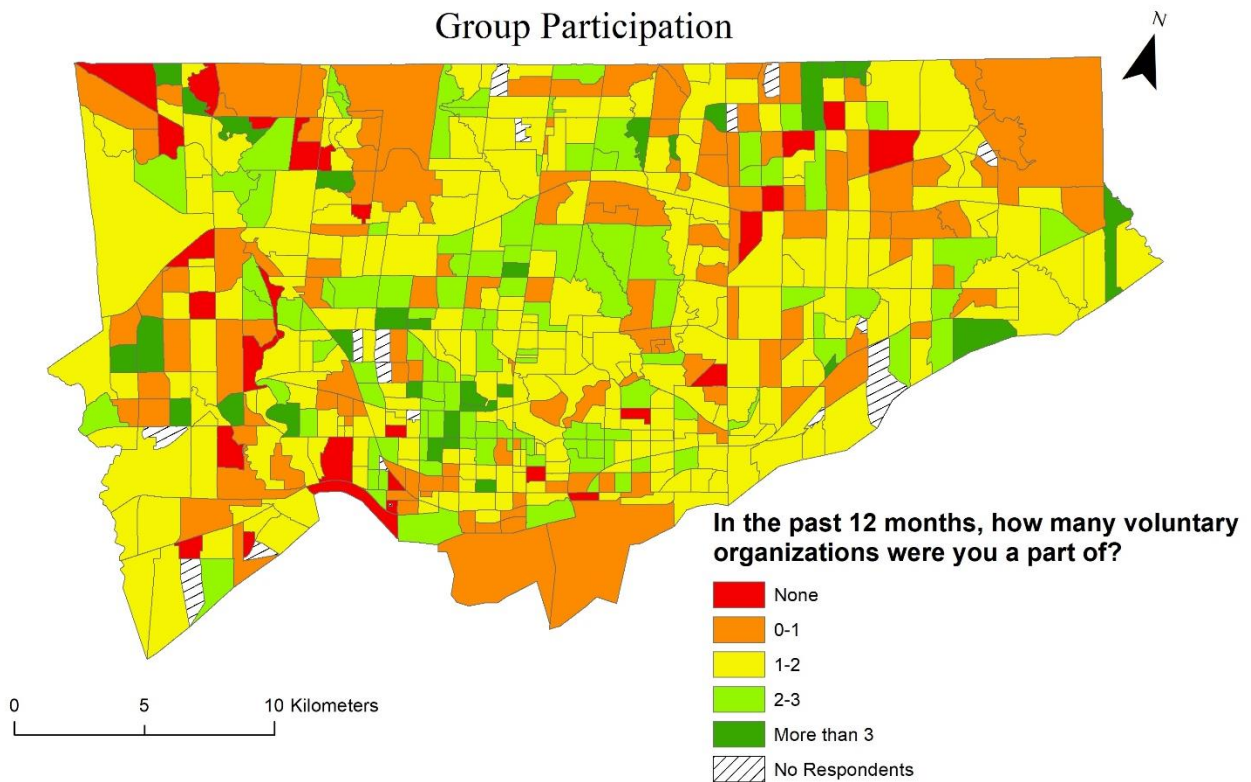 Group Participation
N
In the past 12 months, how many voluntary
organizations were you a part of?
None
0-1
1-2
2-3
More than 3
No Respondents
0 5 10 Kilometers